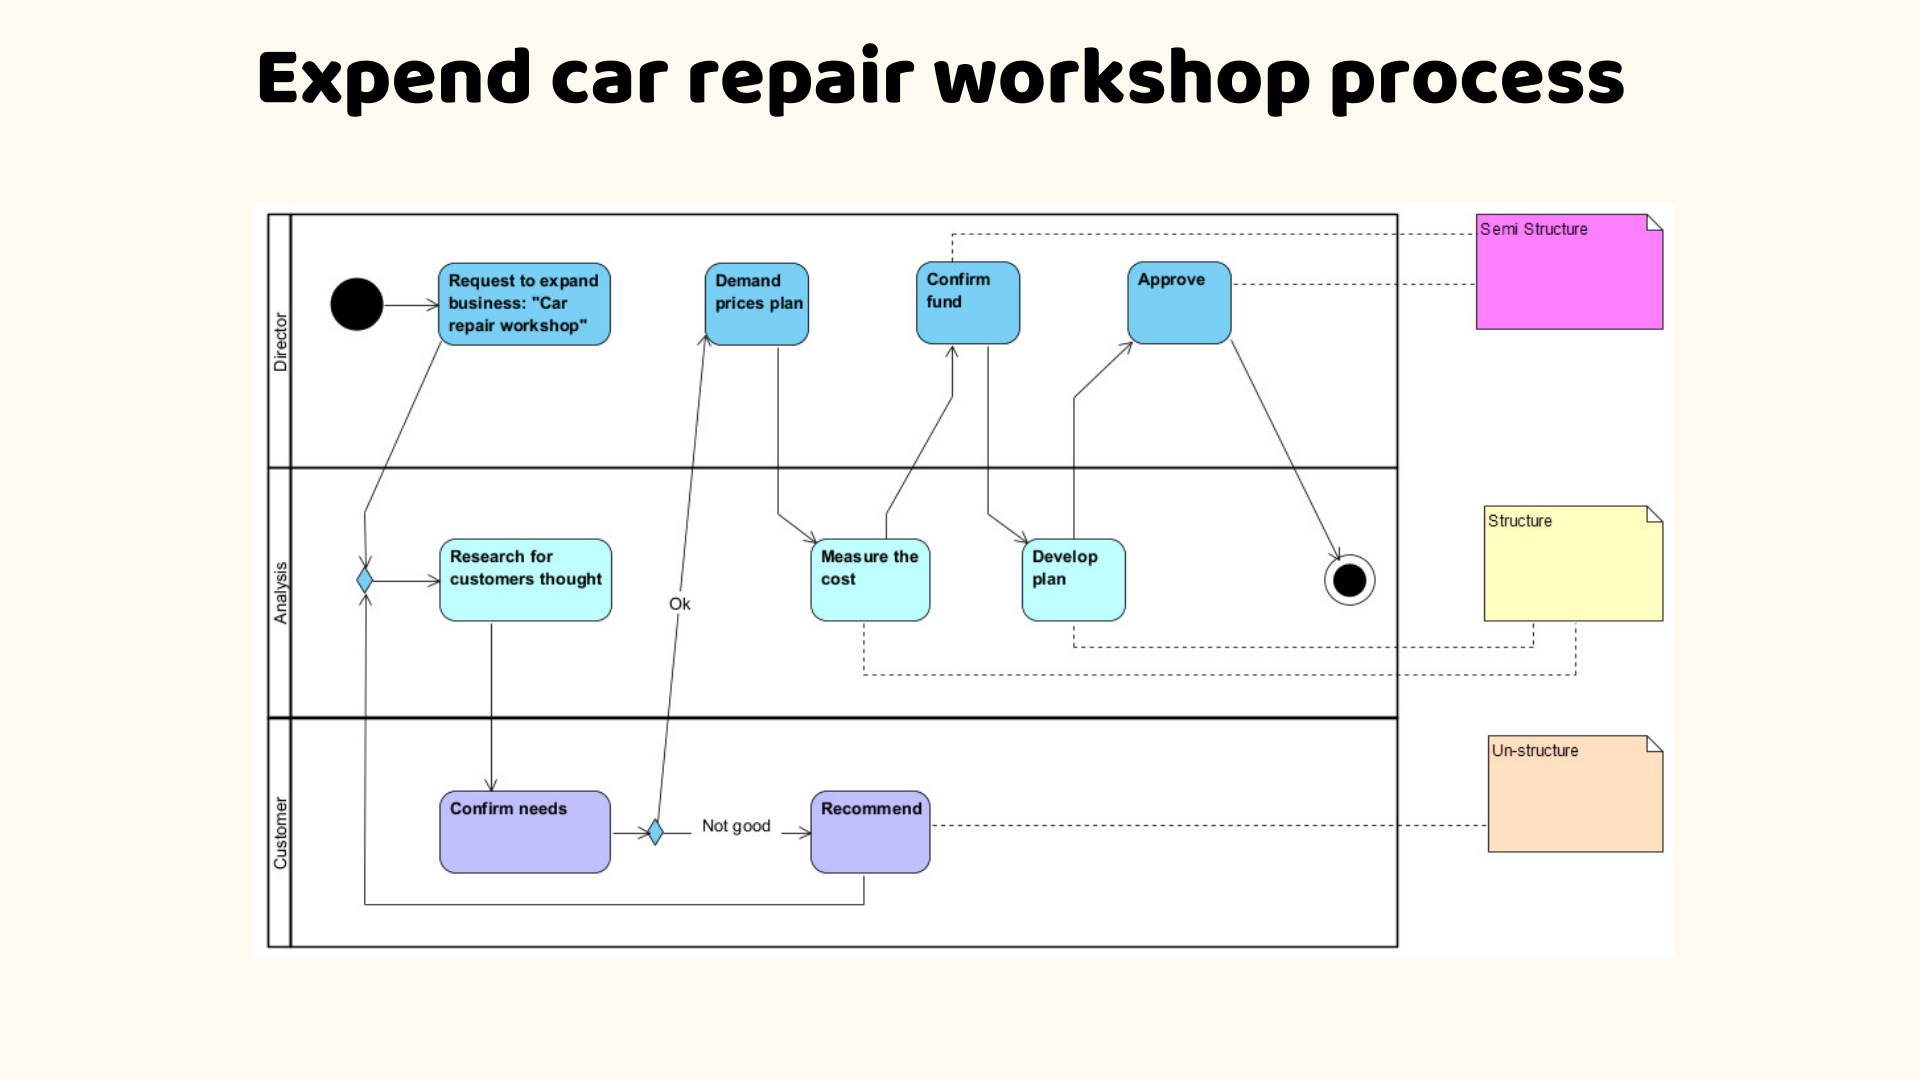 Expend car repair workshop process
Director
Request to expand
business: "Car
repair workshop"
Demand
prices plan
Confirm
fund
Approve
Semi Structure
Analysis
Research for
customers thought
Ok
Measure the
cost
Develop
plan
Structure
Customer
Confirm needs
Not good
Recommend
Un-structure